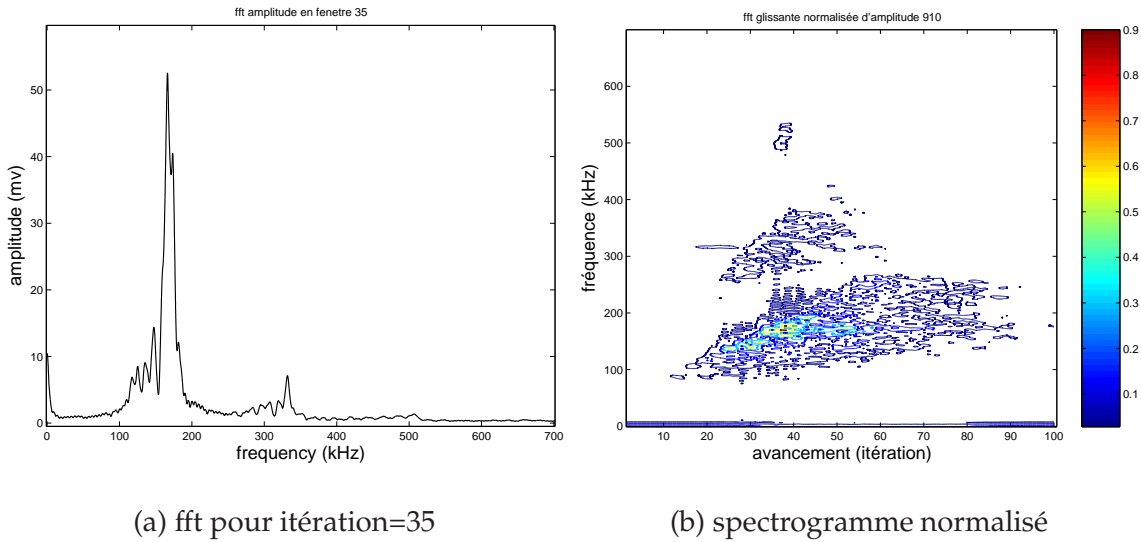 fft amplitude en fenetre 35
amplitude (mv)
50
40
30
20
10
0
0 100 200 300 400 500 600 700
frequency (kHz)
(a) fft pour itération=35
fft glissante normalisée d'amplitude 910
fréquence (kHz)
600
500
400
300
200
100
0
10 20 30 40 50 60 70 80 90 100
avancement (itération)
0.9
0.8
0.7
0.6
0.5
0.4
0.3
0.2
0.1
(b) spectrogramme normalisé